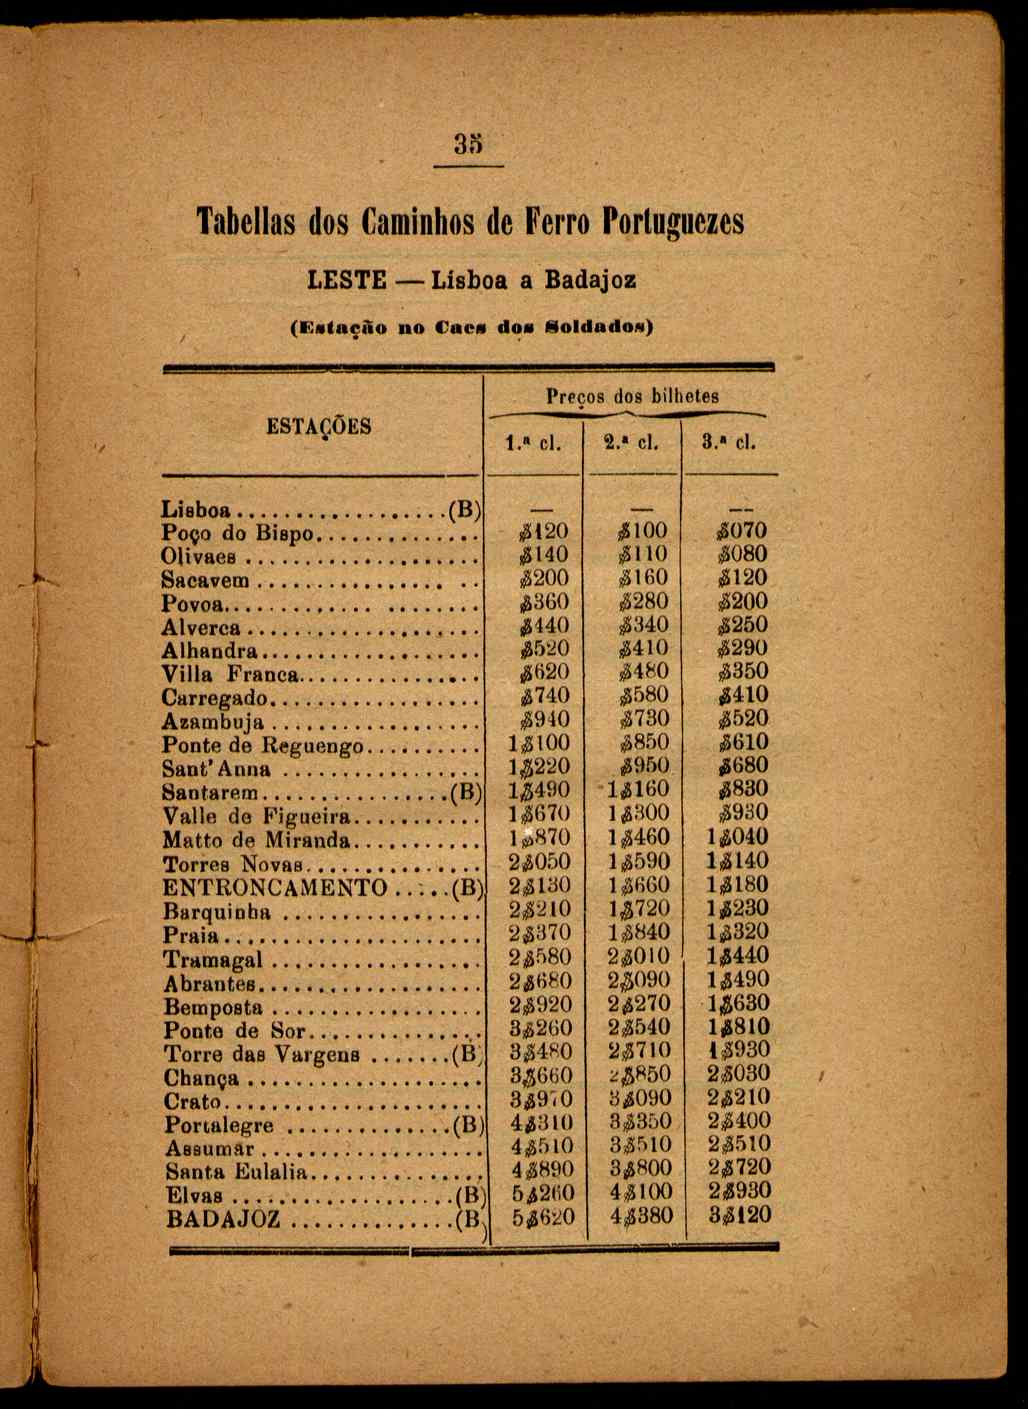 35
Tabellas dos Caminhos de Ferro Portuguezes
LESTE — Lisboa a Badajoz
(Estação no Caes dos Soldados)
ESTAÇÕES
Preços dos bilhetes
1.ª cl. 2.ª cl. 3.ª cl.
Lisboa..................(B) — — —
Poço do Bispo.............. $120 $100 $070
Olivaes .................... $140 $110 $080
Sacavem .................. $200 $160 $120
Povoa..................... $360 $280 $200
Alverca .................... $440 $340 $250
Alhandra................... $520 $410 $290
Villa Franca................ $620 $480 $350
Carregado.................. $740 $580 $410
Azambuja .................. $940 $730 $520
Ponte de Reguengo.......... 1$100 $850 $610
Sant'Anna ................. 1$220 $950 $680
Santarem................(B) 1$490 1$160 $830
Valle de Figueira........... 1$670 1$300 $930
Matto de Miranda........... 1$870 1$460 1$040
Torres Novas............... 2$050 1$590 1$140
ENTRONCAMENTO .....(B) 2$130 1$660 1$180
Barquinha ................. 2$210 1$720 1$230
Praia...................... 2$370 1$840 1$320
Tramagal .................. 2$580 2$010 1$440
Abrantes................... 2$680 2$090 1$490
Bemposta .................. 2$920 2$270 1$630
Ponte de Sor............... 3$260 2$540 1$810
Torre das Vargens .......(B) 3$480 2$710 1$930
Chança .................... 3$660 2$850 2$030
Crato...................... 3$970 3$090 2$210
Portalegre ..............(B) 4$310 3$350 2$400
Assumar ................... 4$510 3$510 2$510
Santa Eulalia............... 4$890 3$800 2$720
Elvas ...................(B) 5$260 4$100 2$930
BADAJOZ ..............(B) 5$620 4$380 3$120